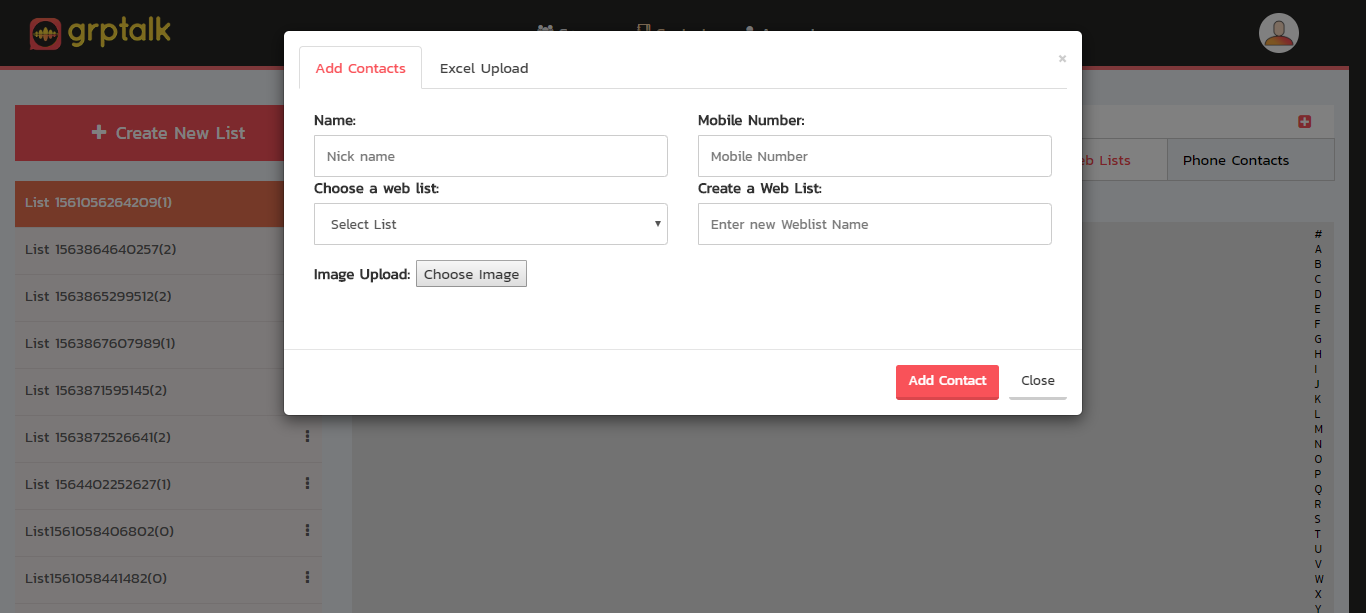 grptalk
Add Contacts
Excel Upload
×
Create New List
Name:
Mobile Number:
Nick name
Mobile Number
Lists
Phone Contacts
Choose a web list:
Create a Web List:
Select List
Enter new Weblist Name
Image Upload: Choose Image
Add Contact
Close
List 1561056264209(1)
List 1563864640257(2)
List 1563865299512(2)
List 1563867607989(1)
List 1563871595145(2)
List 1563872526641(2)
List 1564402252627(1)
List1561058406802(0)
List1561058441482(0)
#
A
B
C
D
E
F
G
H
I
J
K
L
M
N
O
P
Q
R
S
T
U
V
W
X
Y